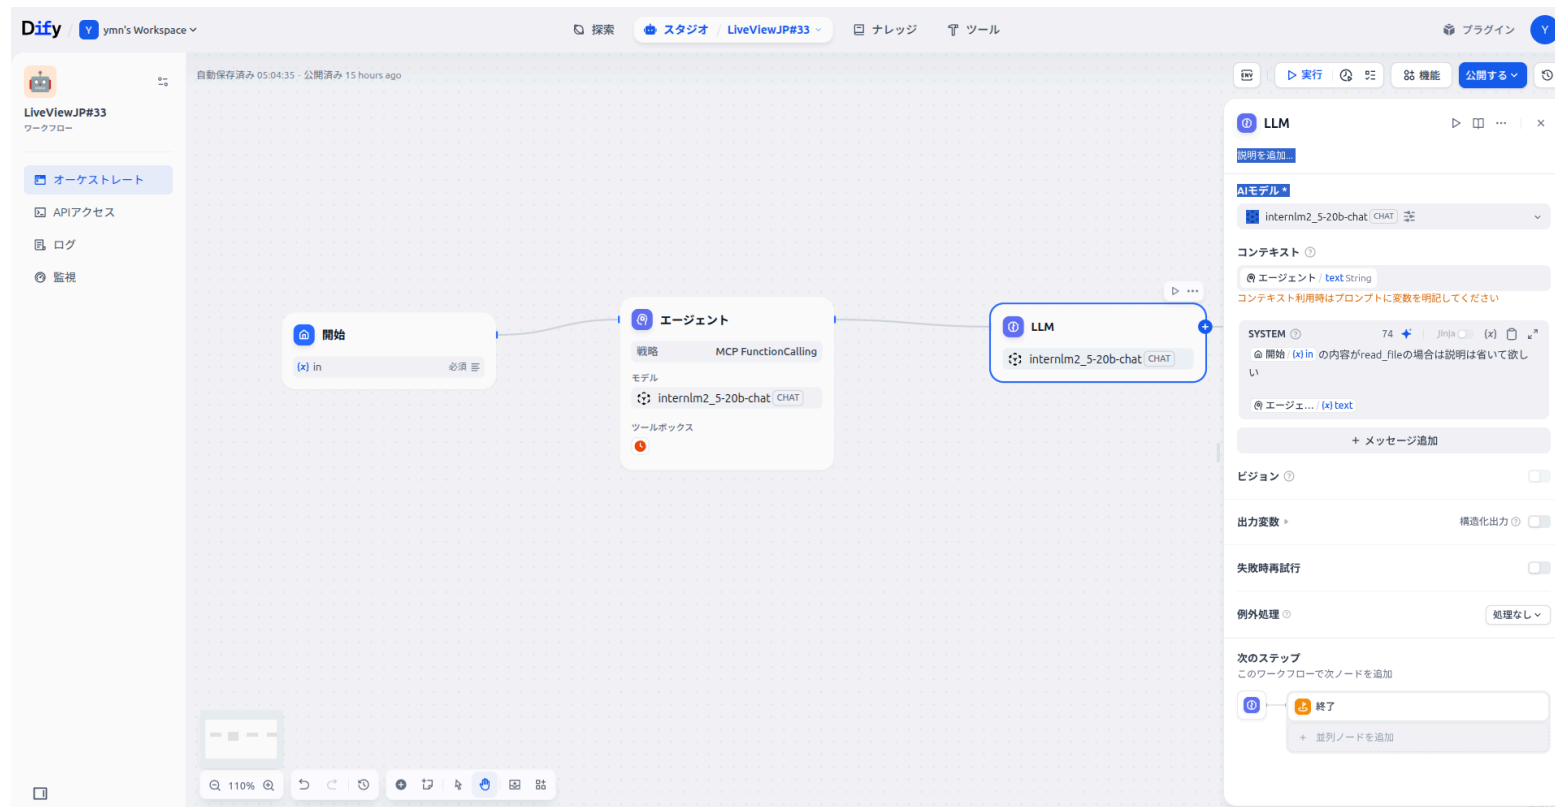 Dify / Y ymn's Workspace
探索
スタジオ / LiveViewJP#33
ナレッジ
ツール
プラグイン
Y
LiveViewJP#33
ワークフロー
オーケストレート
APIアクセス
ログ
監視
自動保存済み 05:04:35 · 公開済み 15 hours ago
ENV
実行
機能
公開する
開始
(x) in 必須
エージェント
戦略 MCP FunctionCalling
モデル
internlm2_5-20b-chat CHAT
ツールボックス
LLM
internlm2_5-20b-chat CHAT
110%
LLM
説明を追加...
AIモデル *
internlm2_5-20b-chat CHAT
コンテキスト
エージェント / text String
コンテキスト利用時はプロンプトに変数を明記してください
SYSTEM 74 Jinja (x)
開始 / (x) in の内容がread_fileの場合は説明は省いて欲し
い
エージェ... / (x) text
+ メッセージ追加
ビジョン
出力変数 構造化出力
失敗時再試行
例外処理 処理なし
次のステップ
このワークフローで次ノードを追加
終了
+ 並列ノードを追加